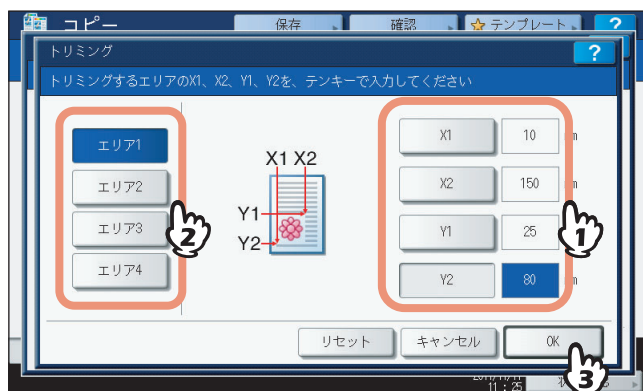 コピー
保存
確認
テンプレート
?
トリミング
?
トリミングするエリアのX1、X2、Y1、Y2を、テンキーで入力してください
エリア1
エリア2
エリア3
エリア4
X1 X2
Y1
Y2
X1 10
X2 150
Y1 25
Y2 80
2
1
リセット
キャンセル
OK
3
11:25